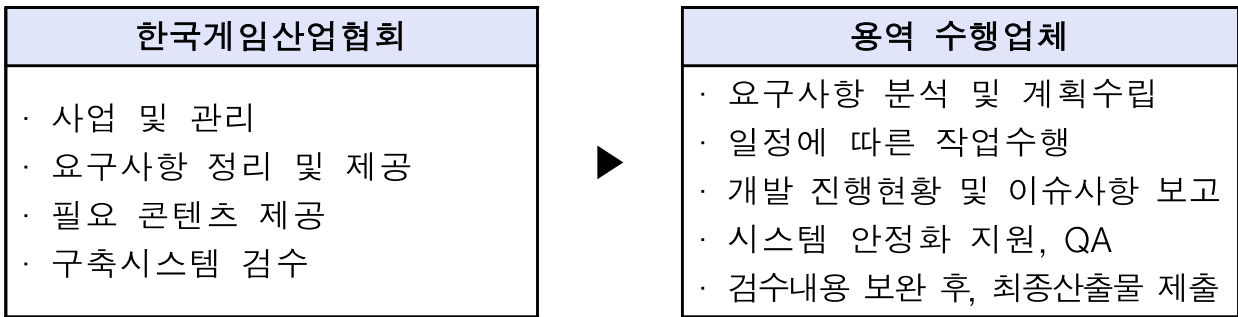 한국게임산업협회
· 사업 및 관리
· 요구사항 정리 및 제공
· 필요 콘텐츠 제공
· 구축시스템 검수
▶
용역 수행업체
· 요구사항 분석 및 계획수립
· 일정에 따른 작업수행
· 개발 진행현황 및 이슈사항 보고
· 시스템 안정화 지원, QA
· 검수내용 보완 후, 최종산출물 제출